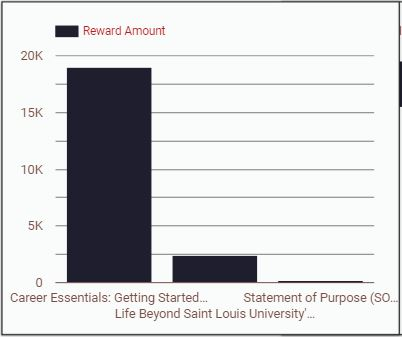 Reward Amount
20K
15K
10K
5K
0
Career Essentials: Getting Started...
Statement of Purpose (SO...
Life Beyond Saint Louis University'...